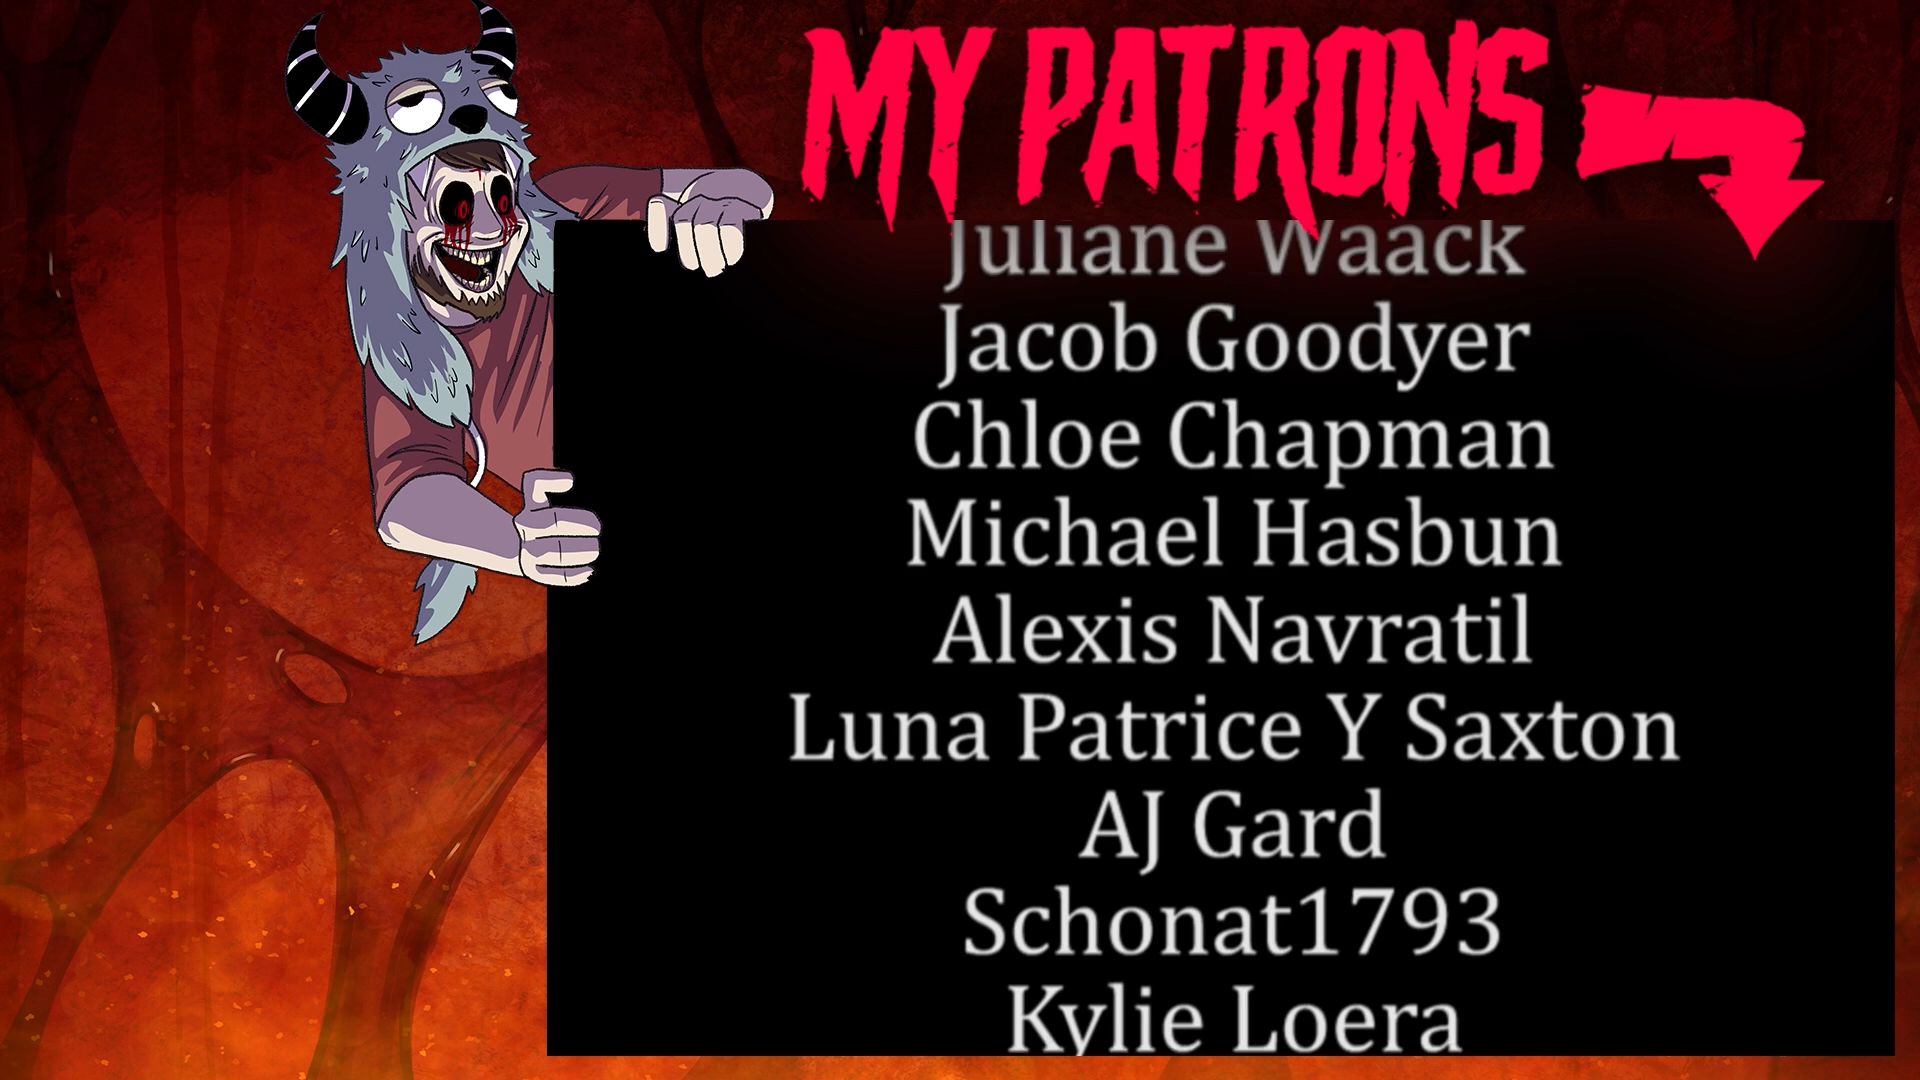 MY PATRONS
Juliane Waack
Jacob Goodyer
Chloe Chapman
Michael Hasbun
Alexis Navratil
Luna Patrice Y Saxton
AJ Gard
Schonat1793
Kylie Loera